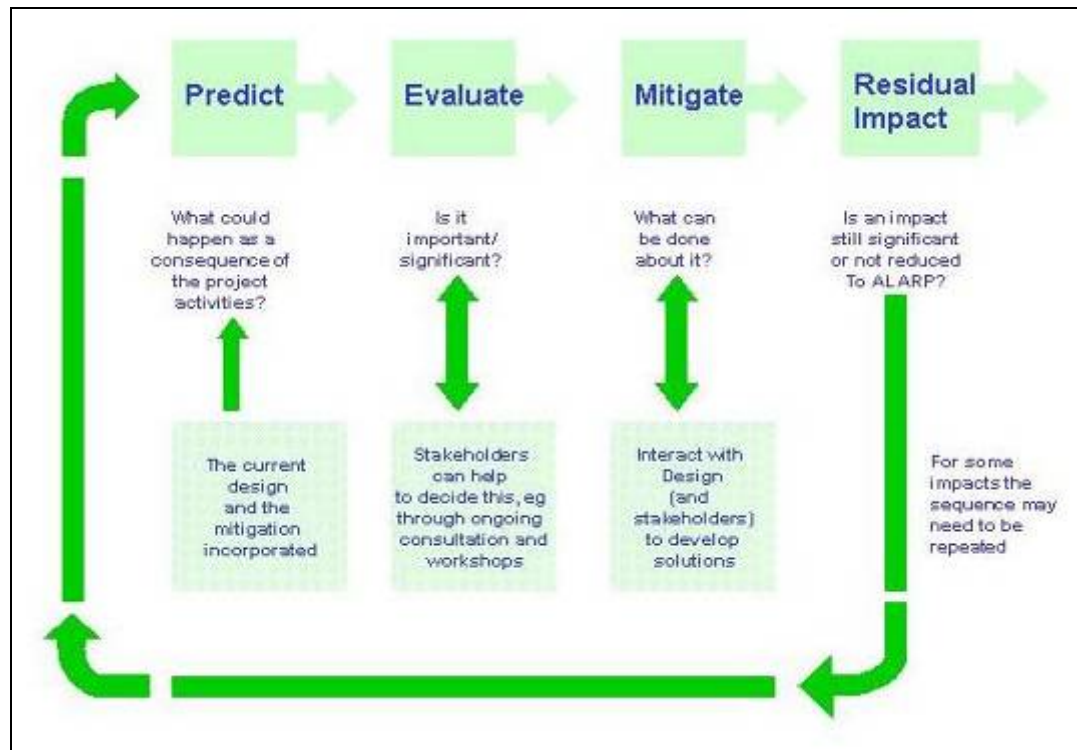 Predict
Evaluate
Mitigate
Residual
Impact
What could
happen as a
consequence of
the project
activities?
Is it
important/
significant?
What can
be done
about it?
Is an impact
still significant
or not reduced
To ALARP?
The current
design
and the
mitigation
incorporated
Stakeholders
can help
to decide this, eg
through ongoing
consultation and
workshops
Interact with
Design
(and
stakeholders)
to develop
solutions
For some
impacts the
sequence may
need to be
repeated